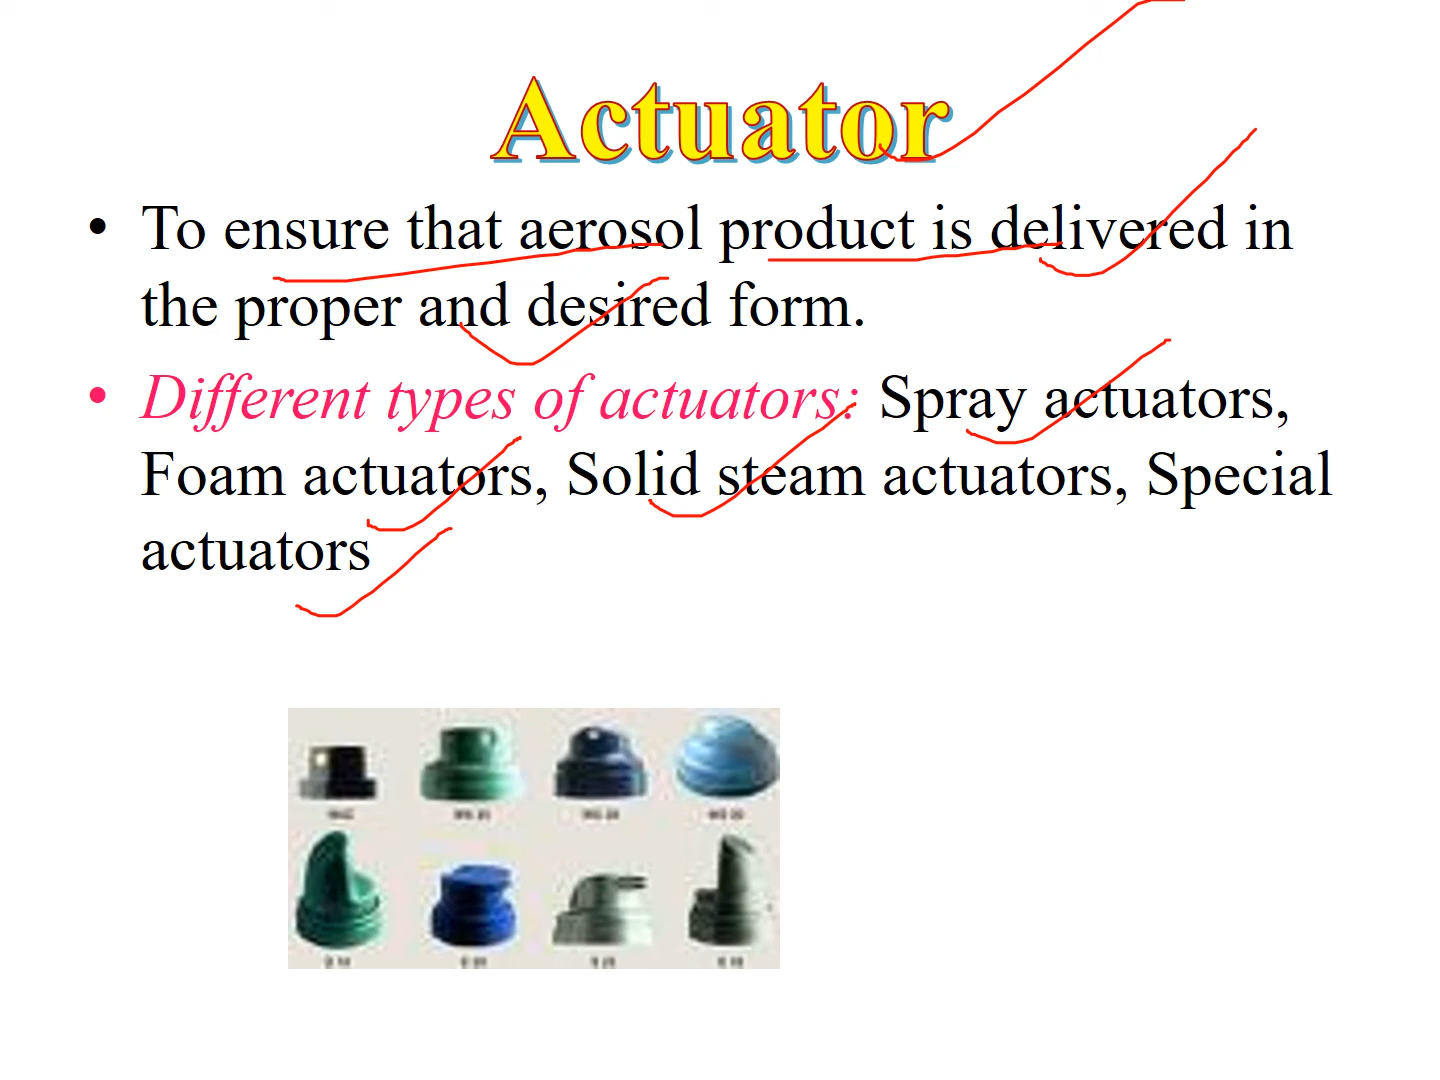 Actuator
• To ensure that aerosol product is delivered in
the proper and desired form.
• Different types of actuators: Spray actuators,
Foam actuators, Solid steam actuators, Special
actuators